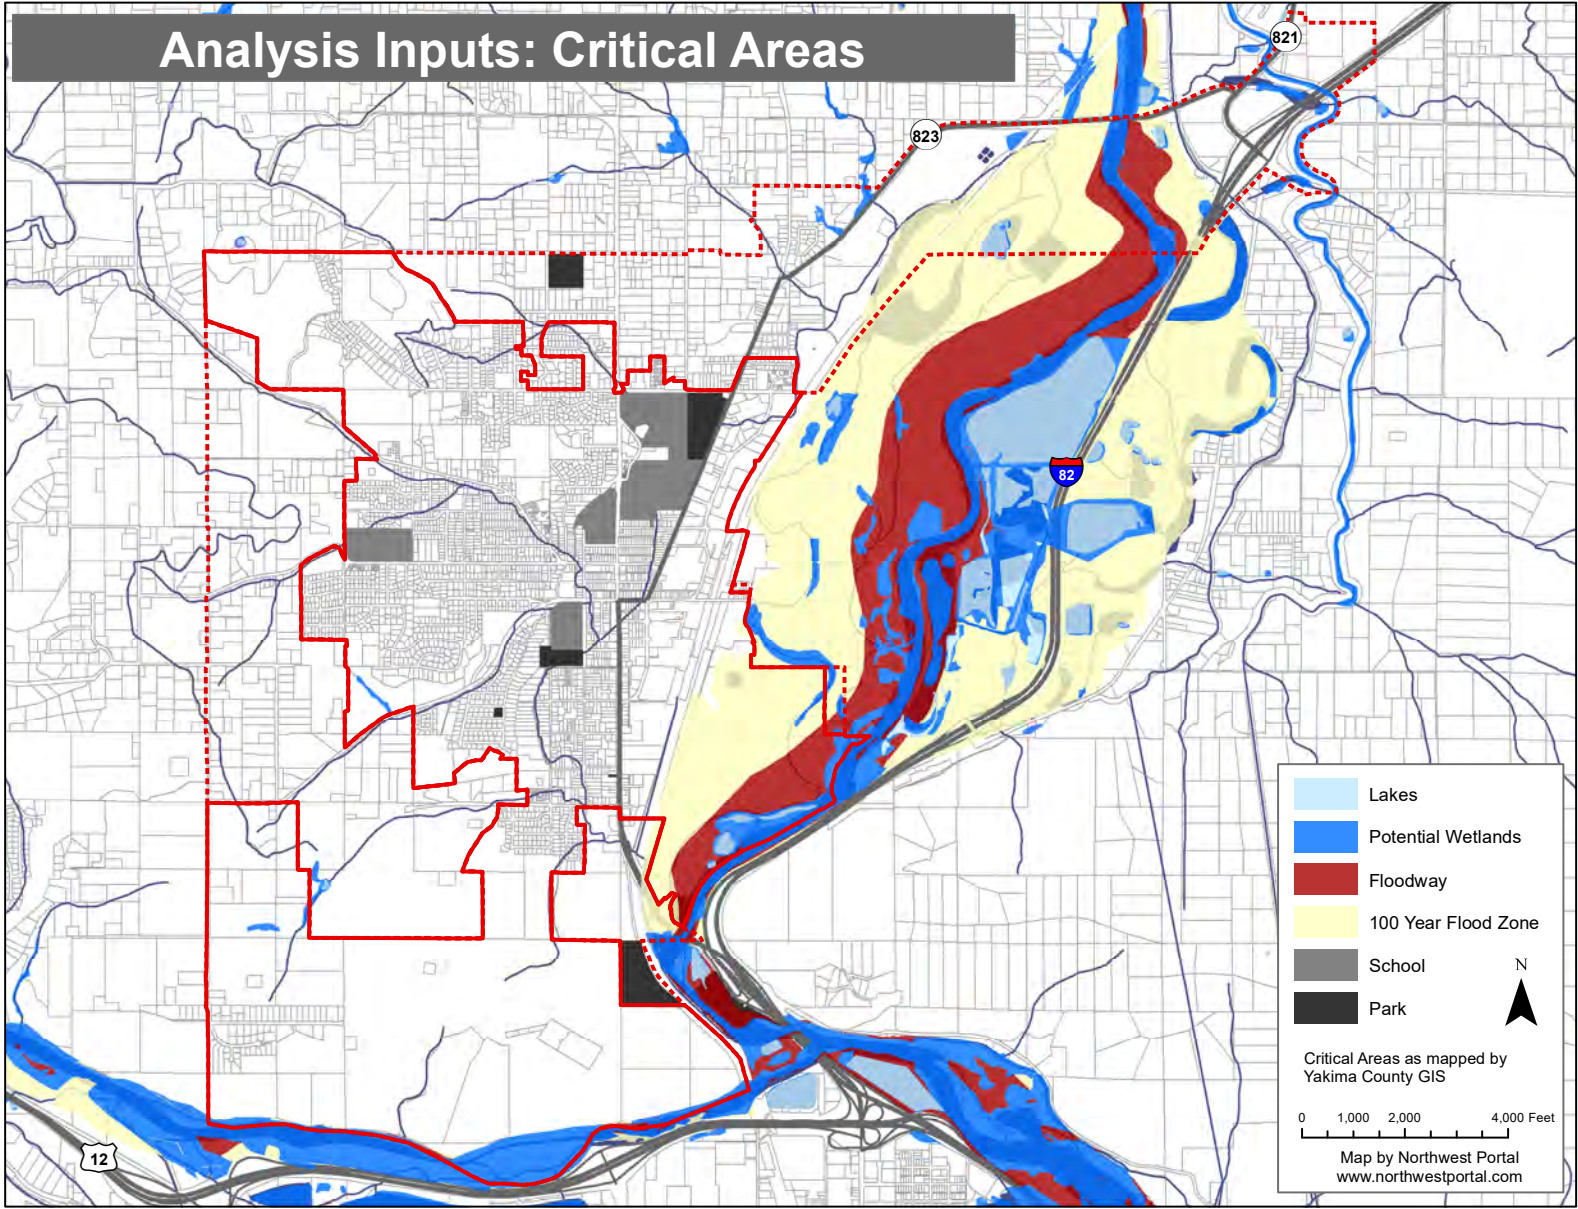 Analysis Inputs: Critical Areas
821
823
82
12
Lakes
Potential Wetlands
Floodway
100 Year Flood Zone
School
Park
N
Critical Areas as mapped by
Yakima County GIS
0 1,000 2,000 4,000 Feet
Map by Northwest Portal
www.northwestportal.com